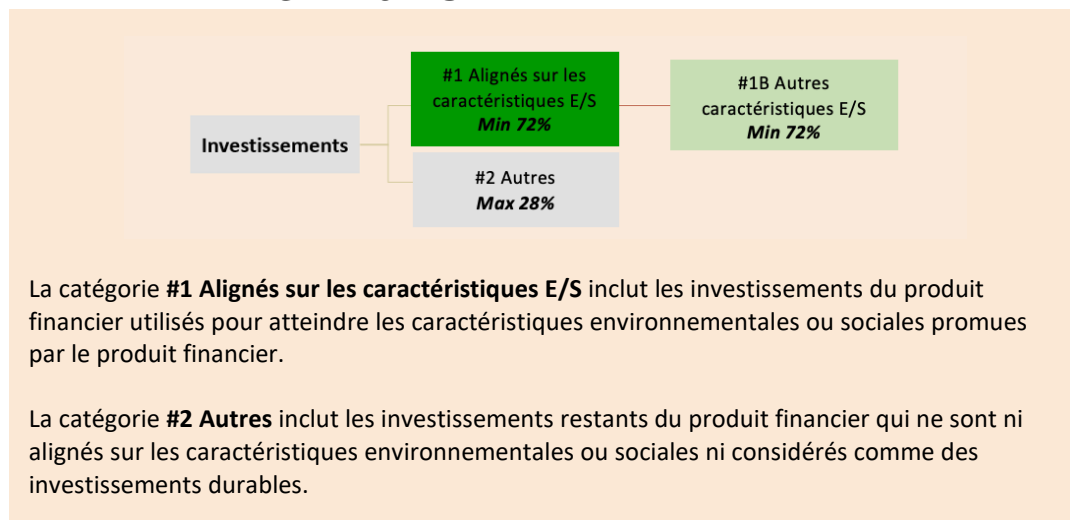 #1 Alignés sur les
caractéristiques E/S
Min 72%
#1B Autres
caractéristiques E/S
Min 72%
Investissements
#2 Autres
Max 28%
La catégorie #1 Alignés sur les caractéristiques E/S inclut les investissements du produit
financier utilisés pour atteindre les caractéristiques environnementales ou sociales promues
par le produit financier.
La catégorie #2 Autres inclut les investissements restants du produit financier qui ne sont ni
alignés sur les caractéristiques environnementales ou sociales ni considérés comme des
investissements durables.